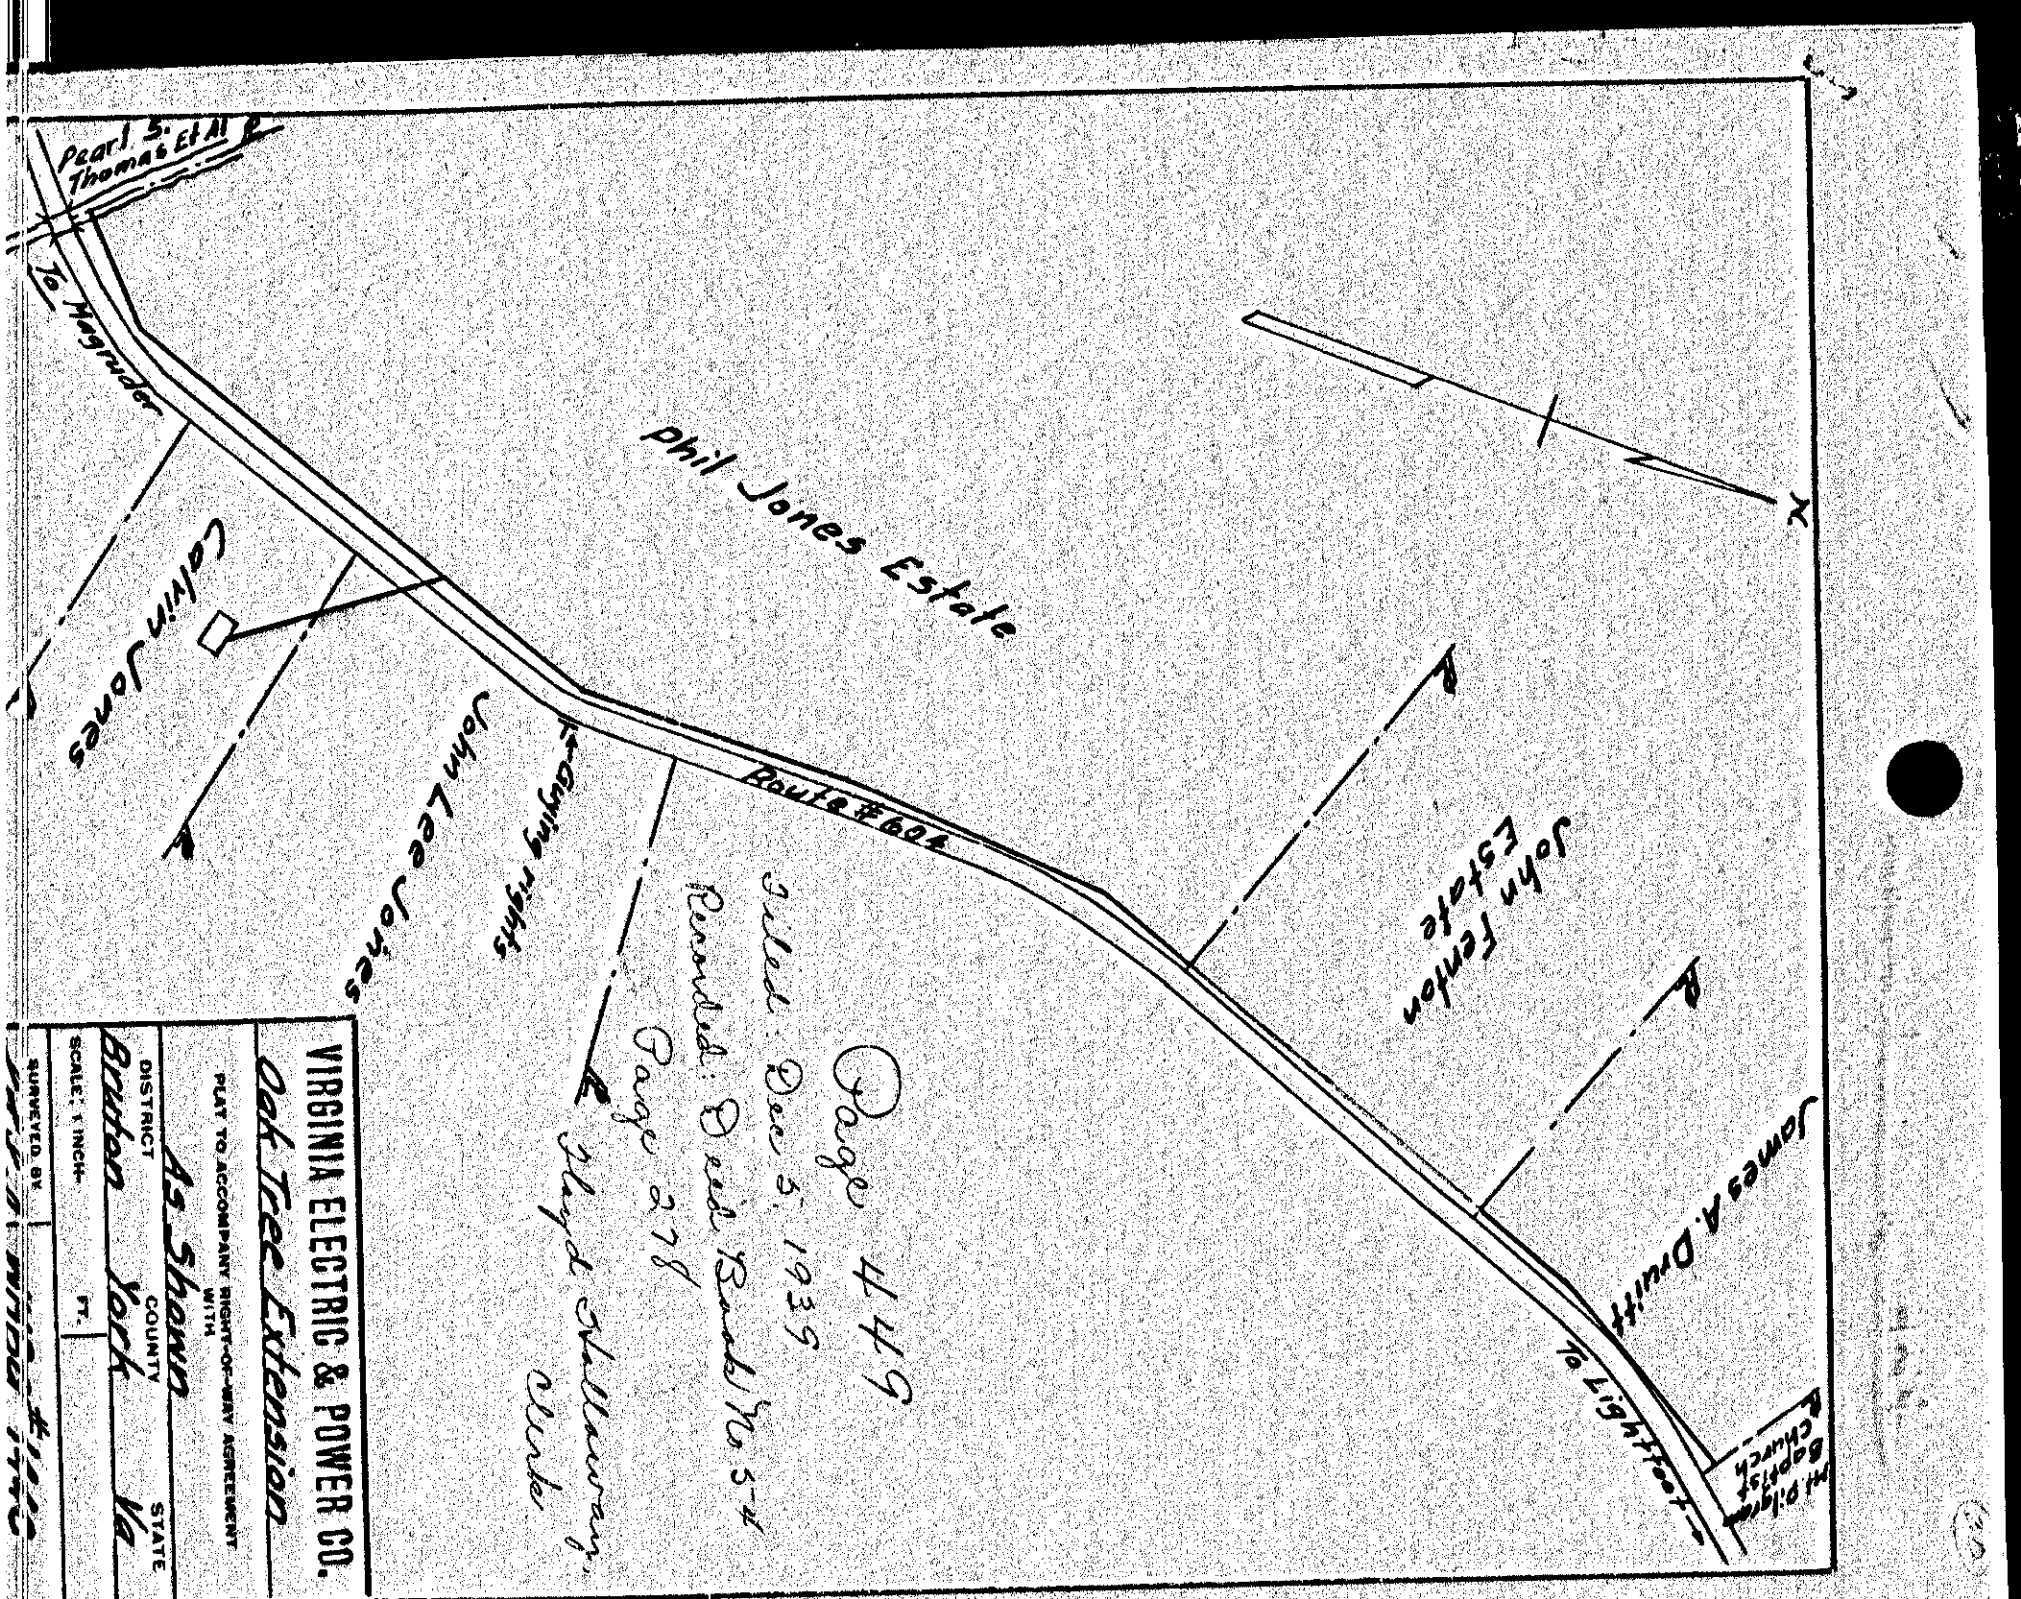 Pearl S.
Thomas Et Al
To Magruder
Phil Jones Estate
N
Calvin Jones
John Lee Joines
Guying rights
Route #604
John Fenton
Estate
James A. Druitt
To Lightfoot
Mt. Pilgram
Baptist
Church
Page 449
Filed: Dec 5, 1939
Recorded: Deed Book No 54
Page 278
Floyd Holloway,
Clerk
VIRGINIA ELECTRIC & POWER CO.
Oak Tree Extension
PLAT TO ACCOMPANY RIGHT-OF-WAY AGREEMENT
WITH
As Shown
DISTRICT COUNTY STATE
Bruton York Va
SCALE: 1 INCH FT.
SURVEYED BY